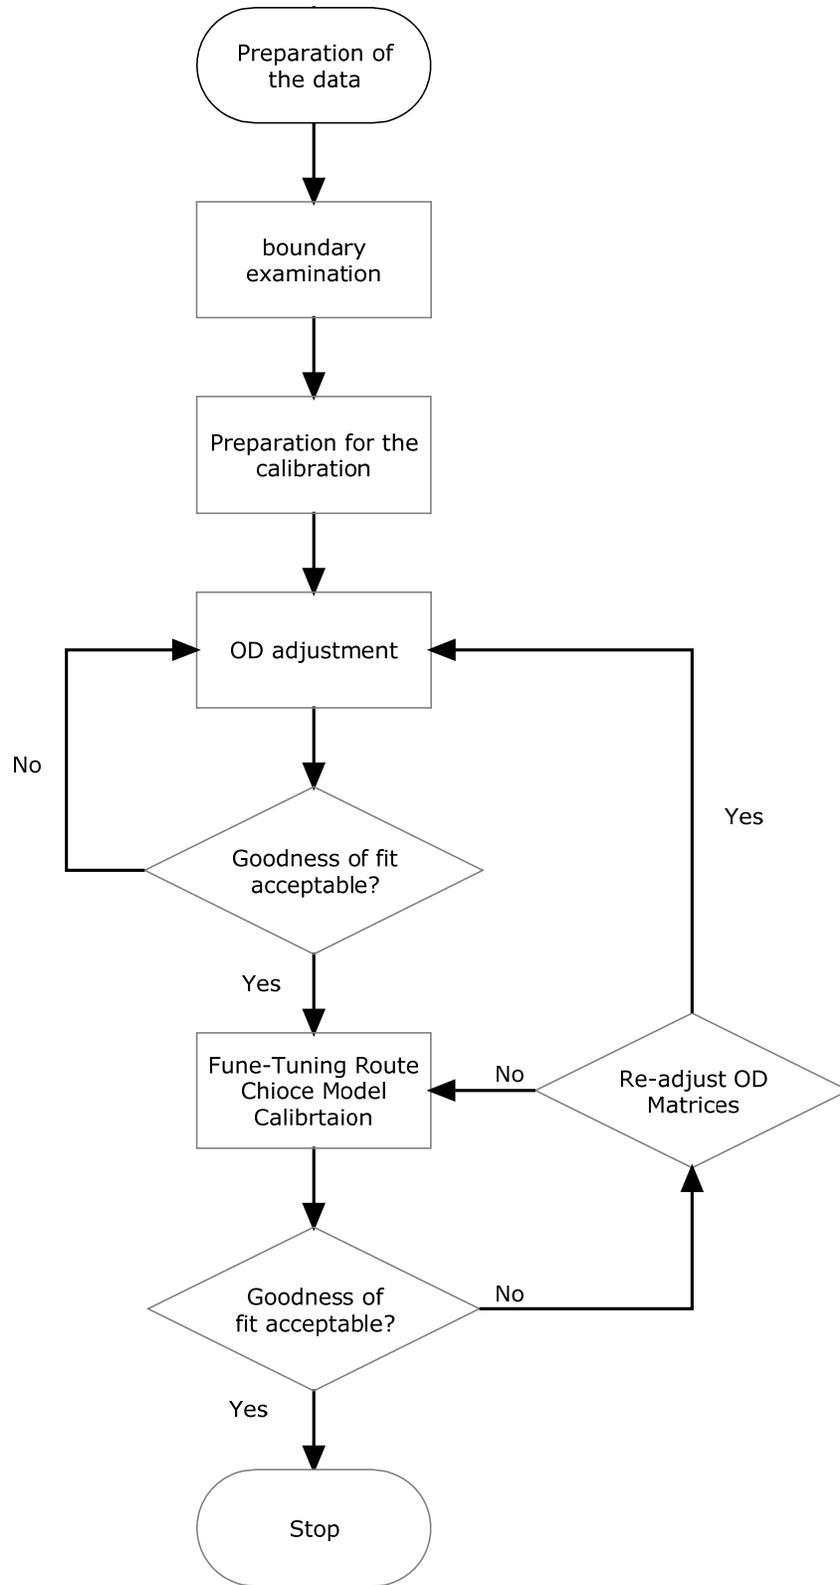 Preparation of
the data
boundary
examination
Preparation for the
calibration
OD adjustment
No
Yes
Goodness of fit
acceptable?
Yes
Fune-Tuning Route
Chioce Model
Calibrtaion
No
Re-adjust OD
Matrices
Goodness of
fit acceptable?
No
Yes
Stop